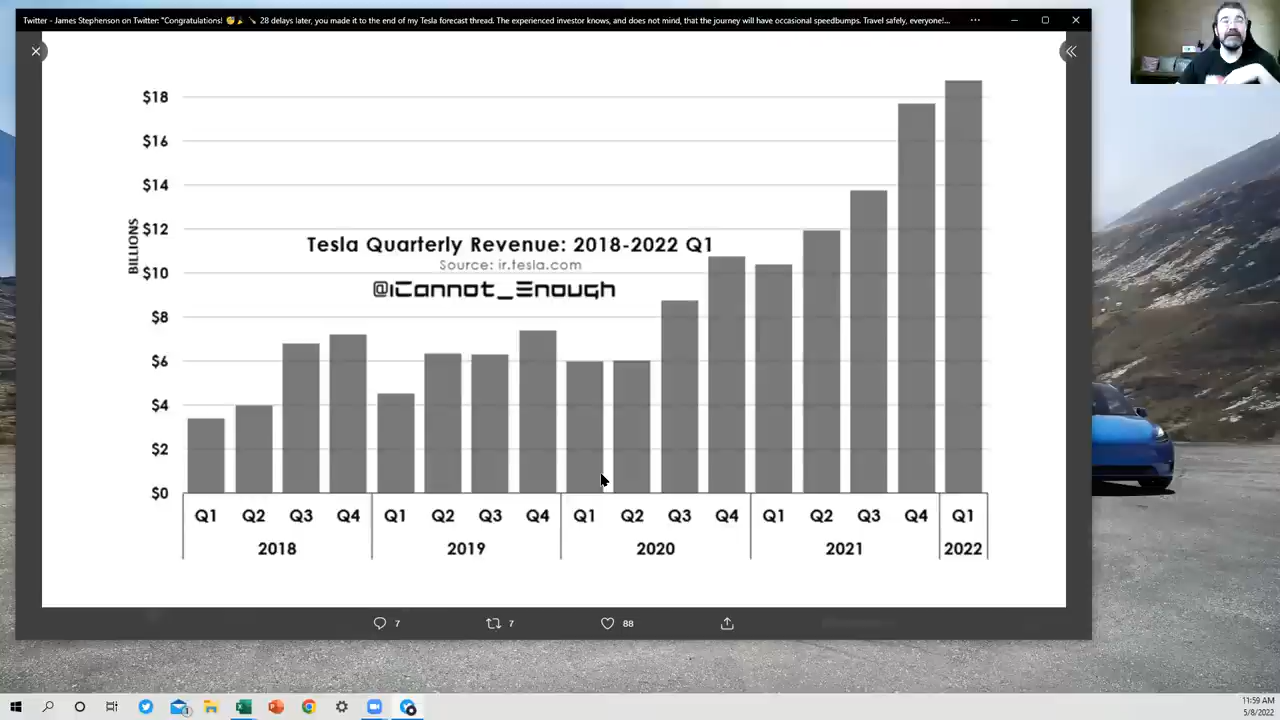 Twitter - James Stephenson on Twitter: "Congratulations! 🥳🎉 🍾 28 delays later, you made it to the end of my Tesla forecast thread. The experienced investor knows, and does not mind, that the journey will have occasional speedbumps. Travel safely, everyone!...
$18
$16
$14
$12
$10
$8
$6
$4
$2
$0
BILLIONS
Tesla Quarterly Revenue: 2018-2022 Q1
Source: ir.tesla.com
@iCannot_Enough
Q1 Q2 Q3 Q4 Q1 Q2 Q3 Q4 Q1 Q2 Q3 Q4 Q1 Q2 Q3 Q4 Q1
2018 2019 2020 2021 2022
7 7 88
11:59 AM
5/8/2022